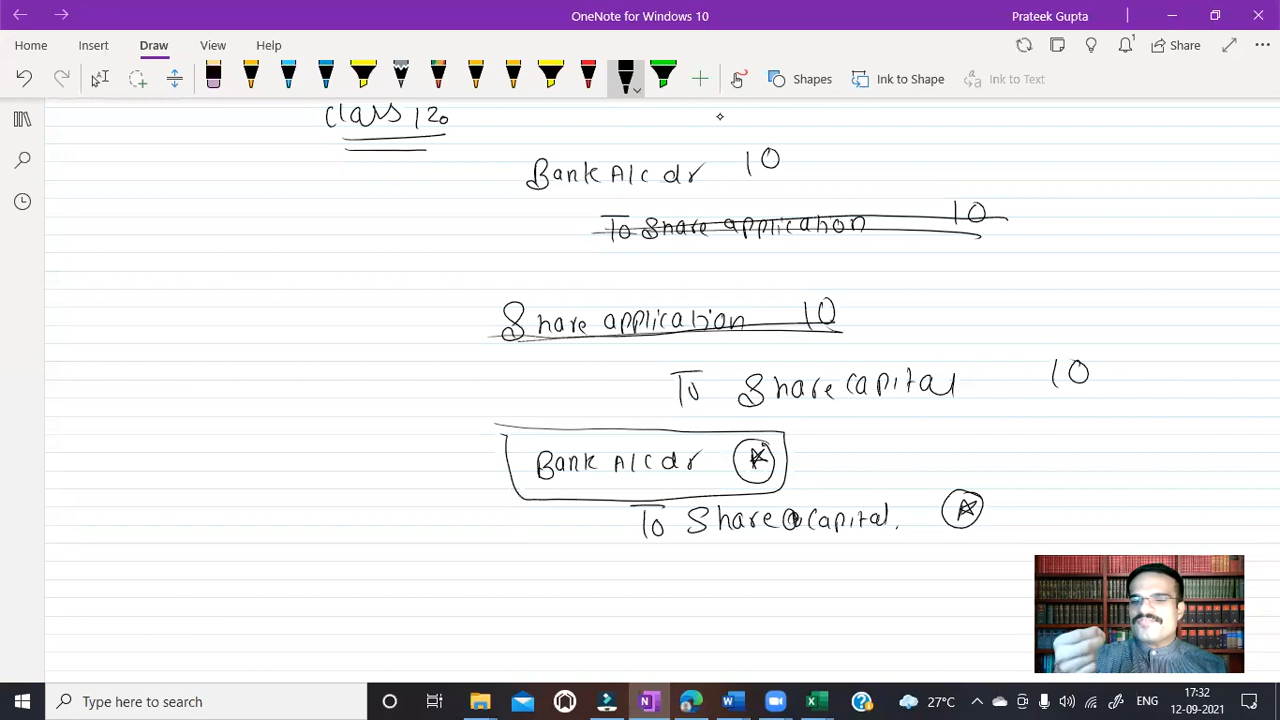 OneNote for Windows 10
Prateek Gupta
Home Insert Draw View Help
Share
Shapes
Ink to Shape
Ink to Text
Class 120
Bank A/c dr 10
To Share application 10
Share application 10
To Share capital 10
Bank A/c dr
To Share capital.
Type here to search
27°C
ENG
17:32
12-09-2021